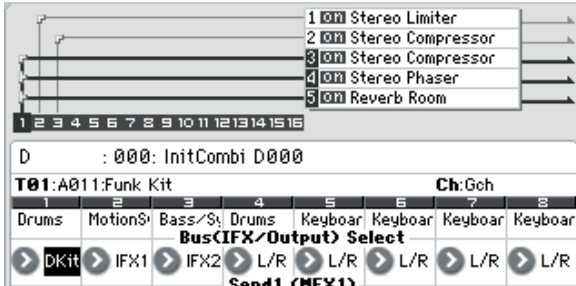 1 on Stereo Limiter
2 on Stereo Compressor
3 on Stereo Compressor
4 on Stereo Phaser
5 on Reverb Room
1 2 3 4 5 6 7 8 9 10 11 12 13 14 15 16
D : 000: InitCombi D000
T01:A011:Funk Kit Ch:Gch
1 2 3 4 5 6 7 8
Drums MotionS Bass/Sy Drums Keyboar Keyboar Keyboar Keyboar
Bus(IFX/Output) Select
DKit IFX1 IFX2 L/R L/R L/R L/R L/R
Send1 (MFX1)